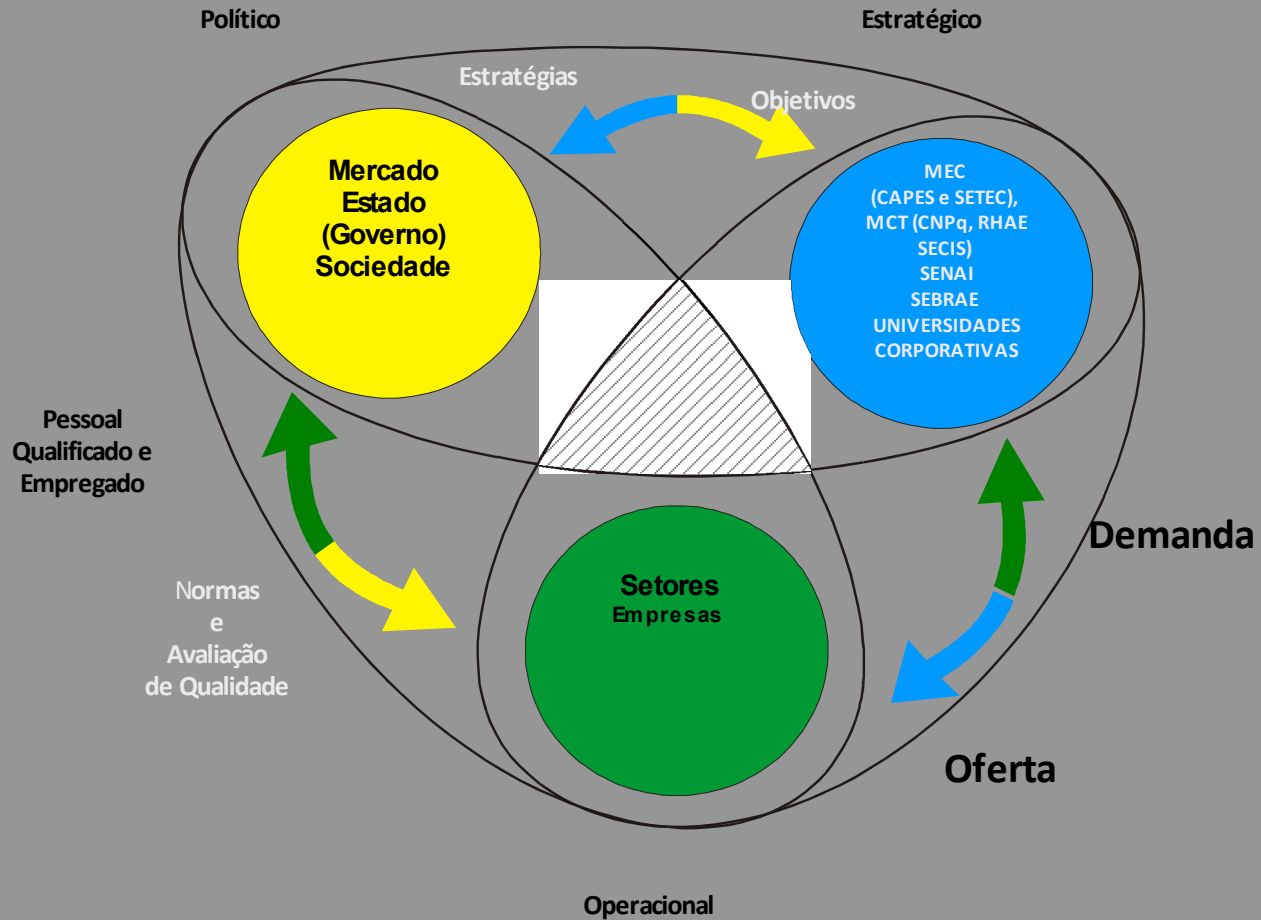 Político
Estratégico
Estratégias
Objetivos
Mercado
Estado
(Governo)
Sociedade
MEC
(CAPES e SETEC),
MCT (CNPq, RHAE
SECIS)
SENAI
SEBRAE
UNIVERSIDADES
CORPORATIVAS
Pessoal
Qualificado e
Empregado
Demanda
Setores
Empresas
Normas
e
Avaliação
de Qualidade
Oferta
Operacional